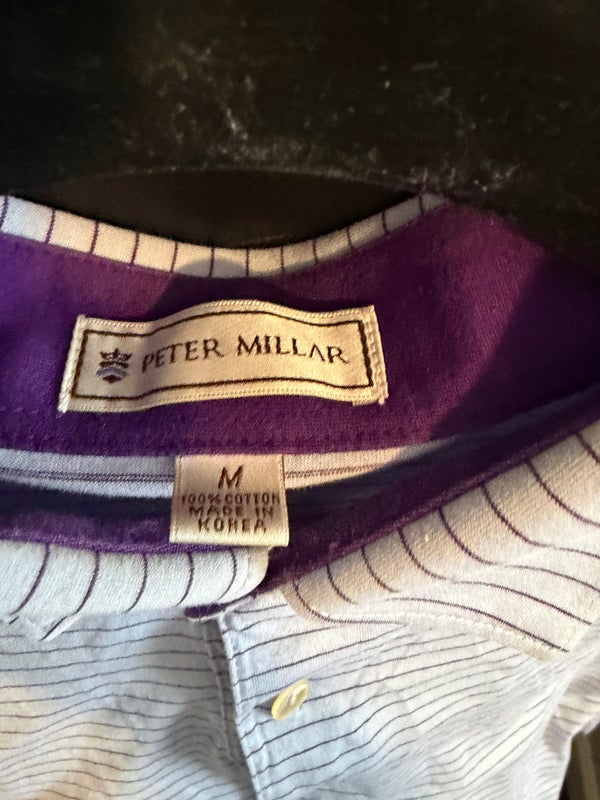 PETER MILLAR
M
100% COTTON
MADE IN
KOREA